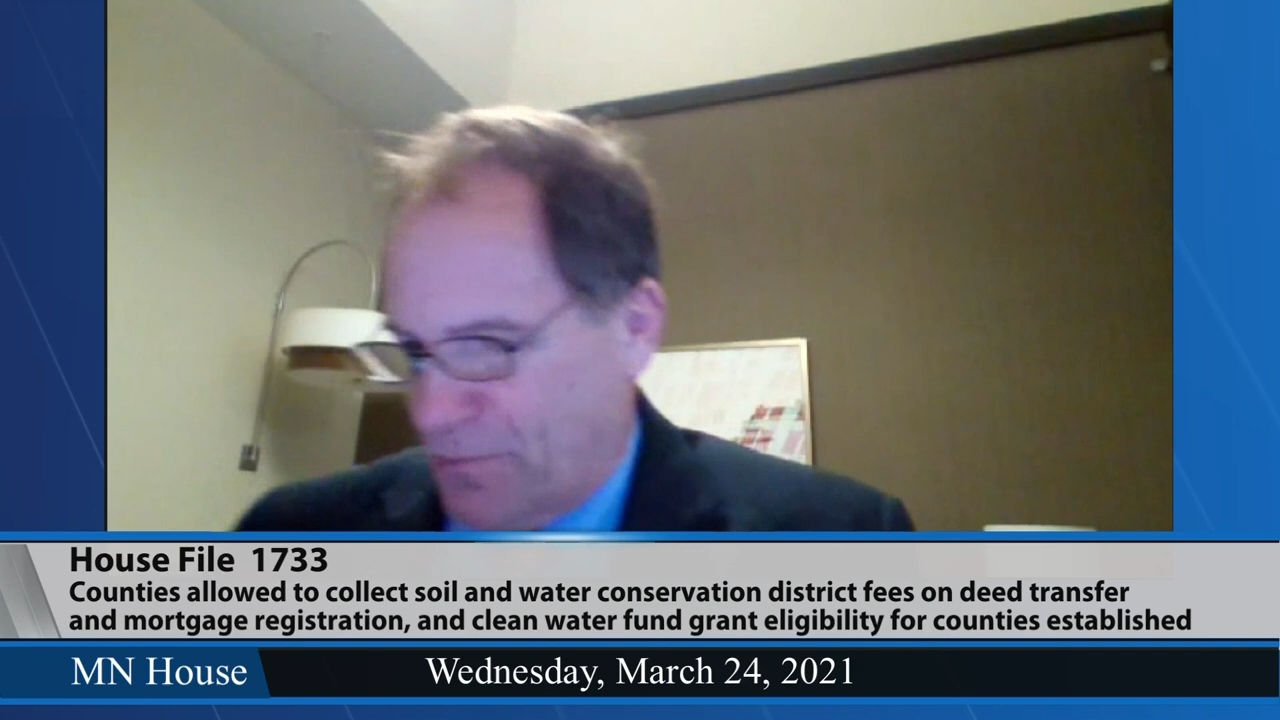 House File 1733
Counties allowed to collect soil and water conservation district fees on deed transfer
and mortgage registration, and clean water fund grant eligibility for counties established
MN House
Wednesday, March 24, 2021